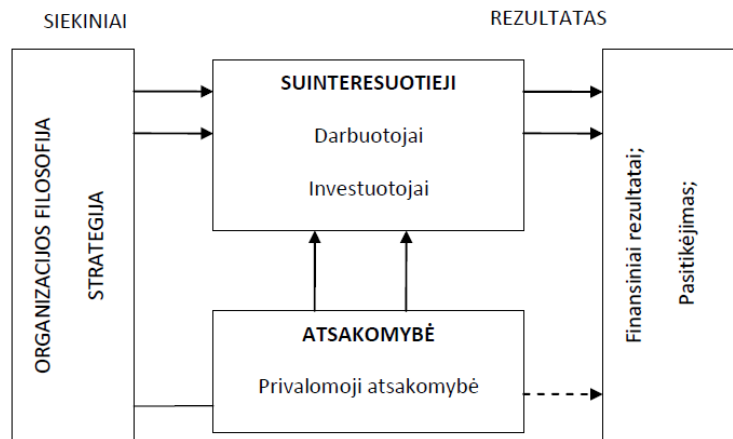 SIEKINIAI
REZULTATAS
ORGANIZACIJOS FILOSOFIJA
STRATEGIJA
SUINTERESUOTIEJI
Darbuotojai
Investuotojai
ATSAKOMYBĖ
Privalomoji atsakomybė
Finansiniai rezultatai;
Pasitikėjimas;